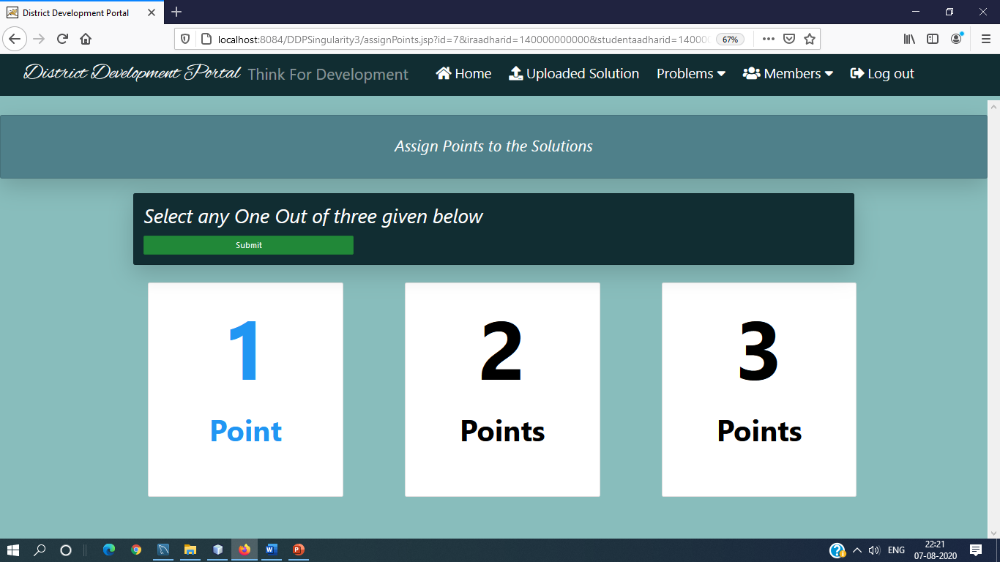 District Development Portal
localhost:8084/DDPSingularity3/assignPoints.jsp?id=7&iraadharid=140000000000&studentaadharid=14000
67%
District Development Portal Think For Development Home Uploaded Solution Problems Members Log out
Assign Points to the Solutions
Select any One Out of three given below
Submit
1 2 3
Point Points Points
ENG
22:21
07-08-2020